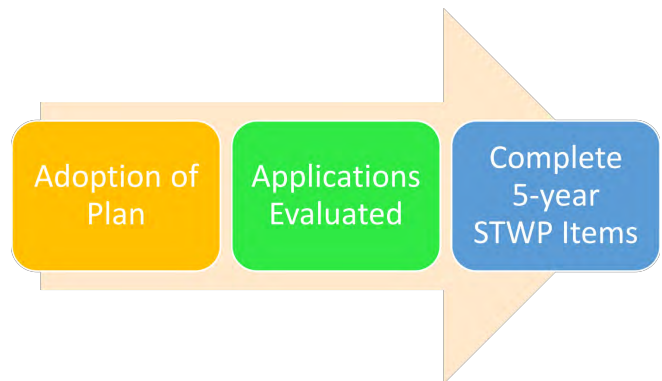 Adoption of
Plan
Applications
Evaluated
Complete
5-year
STWP Items